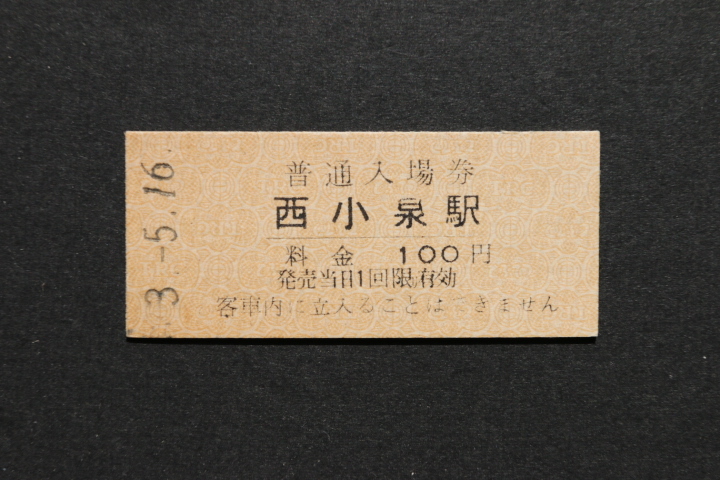 普通入場券
西小泉駅
料金 100円
発売当日1回限有効
客車内に立入ることはできません
3.-5.16.